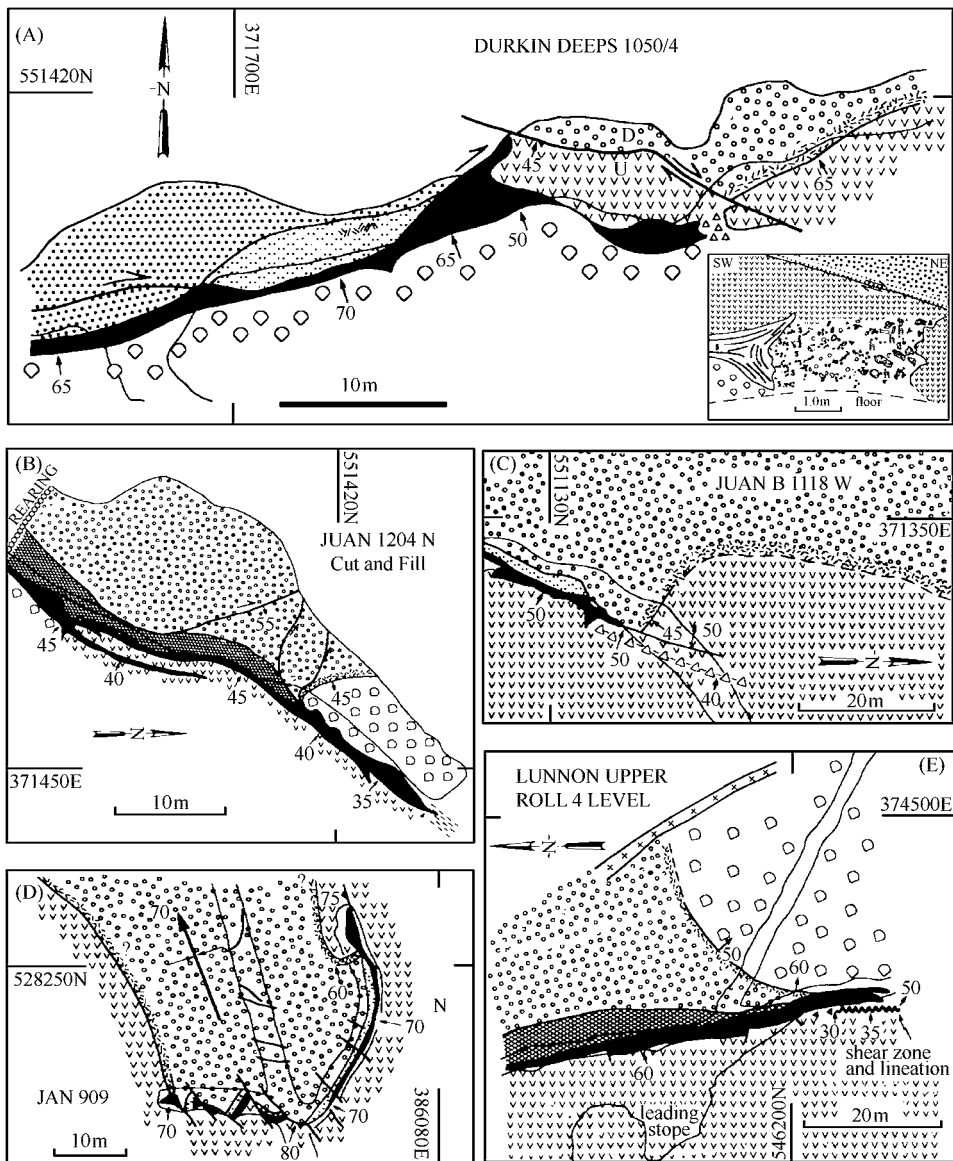 (A)
371700E
DURKIN DEEPS 1050/4
551420N
N
D
45
U
65
50
65
70
65
10m
SW
NE
s
h
h
h
1.0m
floor
(B)
REARING
551420N
JUAN 1204 N
Cut and Fill
55
45
40
45
45
40
35
N
371450E
10m
(C)
551130N
JUAN B 1118 W
371350E
50
45
50
50
40
N
20m
(D)
70
?
75
?
?
528250N
60
N
70
JAN 909
70
80
70
386080E
10m
LUNNON UPPER
ROLL 4 LEVEL
(E)
374500E
N
50
60
50
30
35
60
shear zone
and lineation
leading
stope
546200N
20m